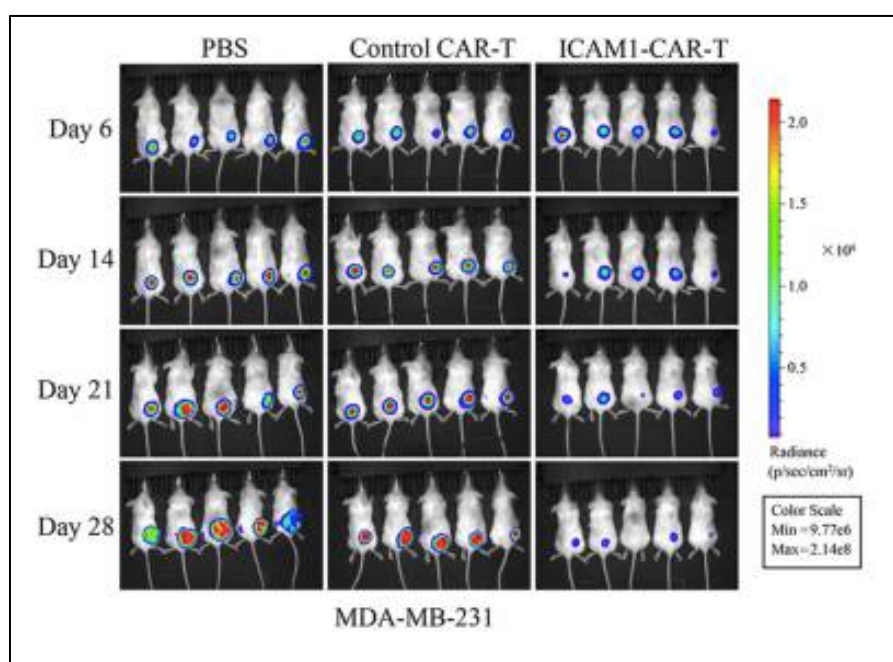 PBS Control CAR-T ICAM1-CAR-T
Day 6
Day 14
Day 21
Day 28
2.0
1.5
×10⁸
1.0
0.5
Radiance
(p/sec/cm²/sr)
Color Scale
Min =9.77e6
Max=2.14e8
MDA-MB-231